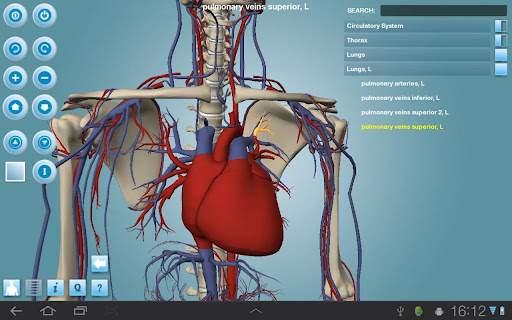 pulmonary veins superior, L
SEARCH:
Circulatory System
Thorax
Lungs
Lungs, L
pulmonary arteries, L
pulmonary veins inferior, L
pulmonary veins superior 2, L
pulmonary veins superior, L
i Q ?
16:12